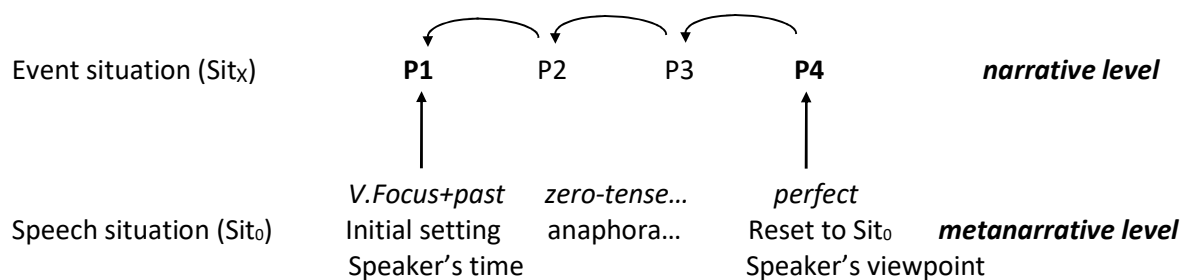 Event situation (Sitₓ) P1 P2 P3 P4 narrative level
V.Focus+past zero-tense… perfect
Speech situation (Sit₀) Initial setting anaphora… Reset to Sit₀ metanarrative level
Speaker’s time Speaker’s viewpoint